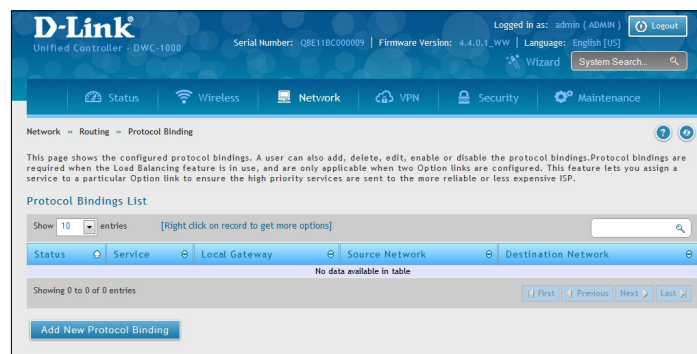 D-Link
Unified Controller - DWC-1000
Logged in as: admin ( ADMIN ) Logout
Serial Number: QBE11BC000009 | Firmware Version: 4.4.0.1_WW | Language: English [US]
Wizard System Search...
Status Wireless Network VPN Security Maintenance
Network » Routing » Protocol Binding
This page shows the configured protocol bindings. A user can also add, delete, edit, enable or disable the protocol bindings.Protocol bindings are
required when the Load Balancing feature is in use, and are only applicable when two Option links are configured. This feature lets you assign a
service to a particular Option link to ensure the high priority services are sent to the more reliable or less expensive ISP.
Protocol Bindings List
Show 10 entries [Right click on record to get more options]
Status Service Local Gateway Source Network Destination Network
No data available in table
Showing 0 to 0 of 0 entries First Previous Next Last
Add New Protocol Binding